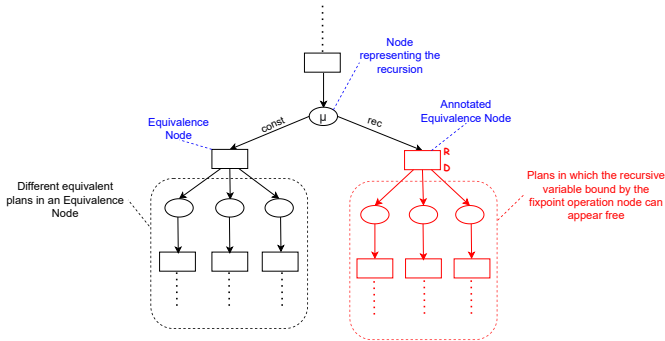 Node
representing the
recursion
μ
const
rec
Equivalence
Node
Annotated
Equivalence Node
R
D
Different equivalent
plans in an Equivalence
Node
Plans in which the recursive
variable bound by the
fixpoint operation node can
appear free